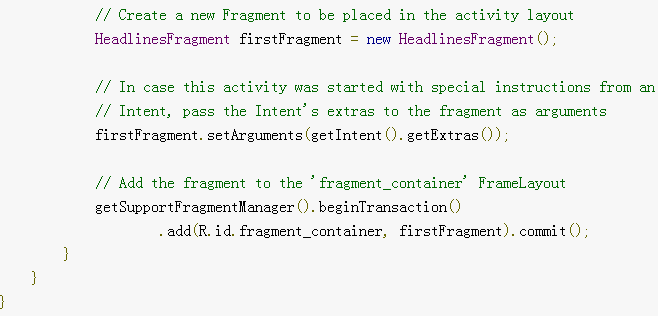 // Create a new Fragment to be placed in the activity layout
HeadlinesFragment firstFragment = new HeadlinesFragment();
// In case this activity was started with special instructions from an
// Intent, pass the Intent's extras to the fragment as arguments
firstFragment.setArguments(getIntent().getExtras());
// Add the fragment to the 'fragment_container' FrameLayout
getSupportFragmentManager().beginTransaction()
.add(R.id.fragment_container, firstFragment).commit();
}
}
}